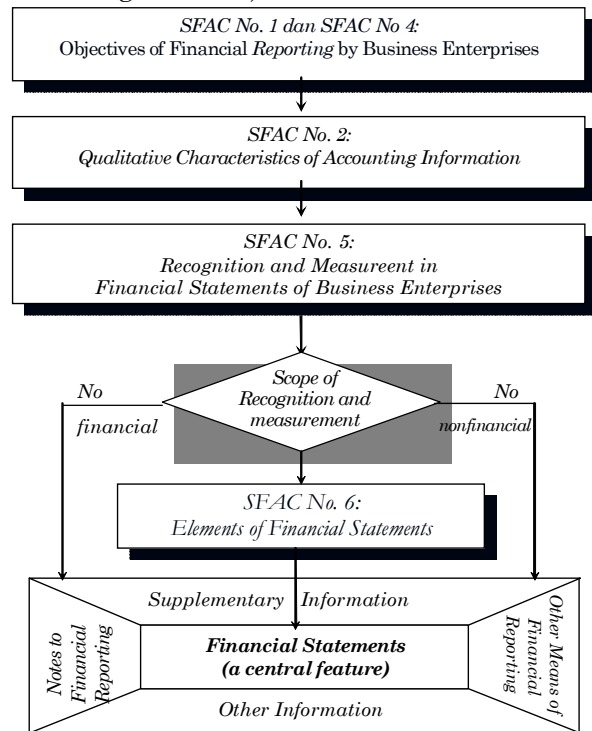 SFAC No. 1 dan SFAC No 4:
Objectives of Financial Reporting by Business Enterprises
SFAC No. 2:
Qualitative Characteristics of Accounting Information
SFAC No. 5:
Recognition and Measureent in
Financial Statements of Business Enterprises
Scope of
Recognition and
measurement
No
financial
No
nonfinancial
SFAC No. 6:
Elements of Financial Statements
Supplementary Information
Notes to
Financial
Reporting
Financial Statements
(a central feature)
Other Means of
Financial
Reporting
Other Information